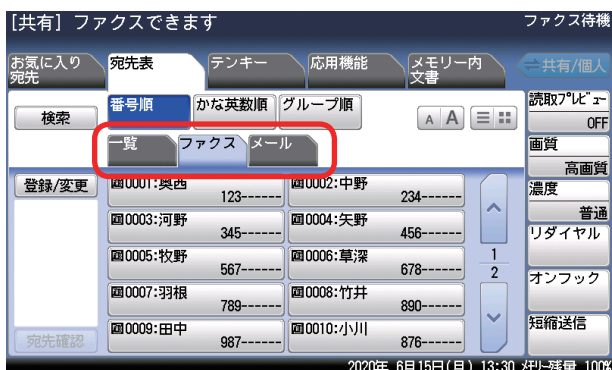 [共有] ファクスできます
ファクス待機
お気に入り
宛先
宛先表
テンキー
応用機能
メモリー内
文書
共有/個人
検索
番号順
かな英数順
グループ順
A A
一覧
ファクス
メール
登録/変更
0001:奥西
123------
0002:中野
234------
0003:河野
345------
0004:矢野
456------
0005:牧野
567------
0006:草深
678------
0007:羽根
789------
0008:竹井
890------
0009:田中
987------
0010:小川
876------
1
2
宛先確認
読取プレビュー
OFF
画質
高画質
濃度
普通
リダイヤル
オンフック
短縮送信
2020年 6月15日(月) 13:30 メモリー残量 100%